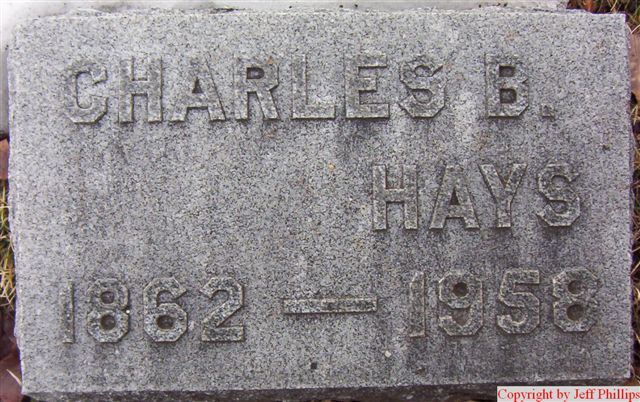 CHARLES B.
HAYS
1862 — 1958
Copyright by Jeff Phillips